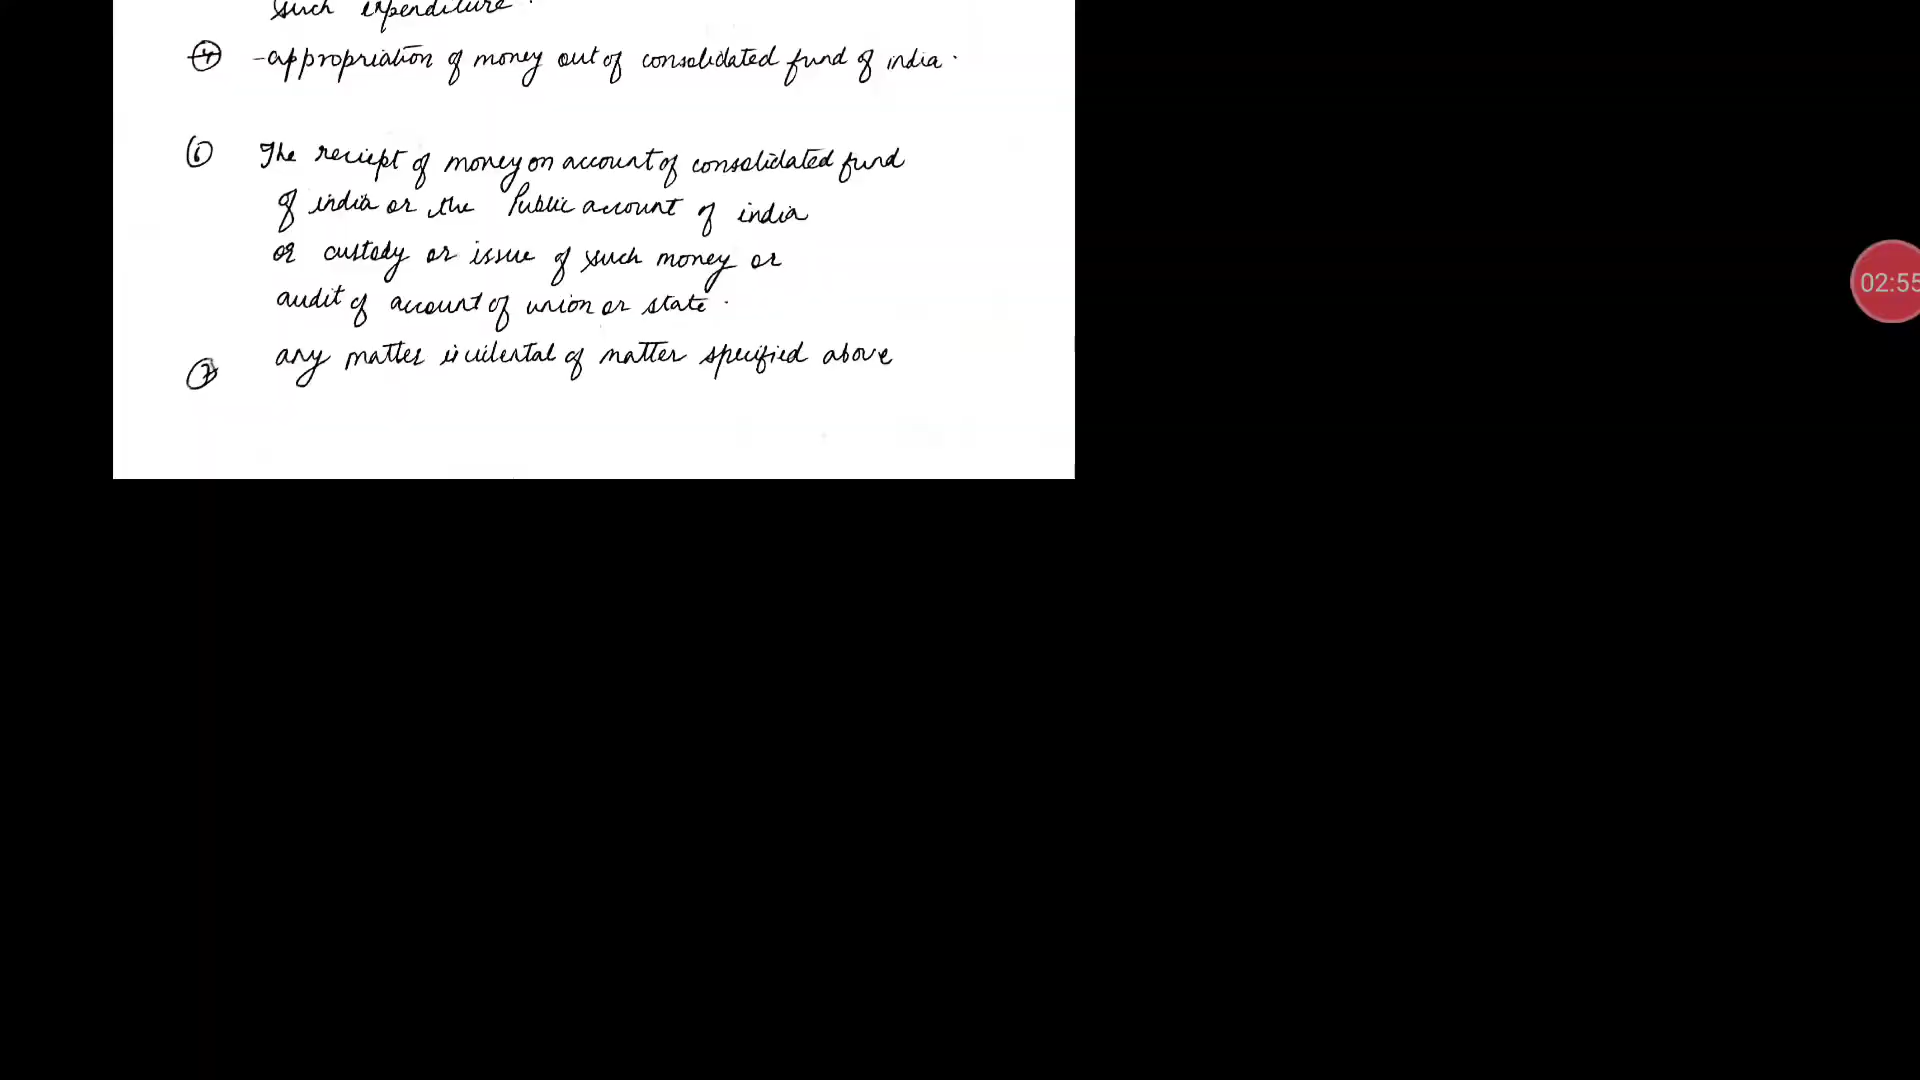 such expenditure.
④ -appropriation of money out of consolidated fund of india.
⑥ The reciept of money on account of consolidated fund
of india or the Public account of india
or custody or issue of such money or
audit of account of union or state.
⑦ any matter incidental of matter specified above
02:55